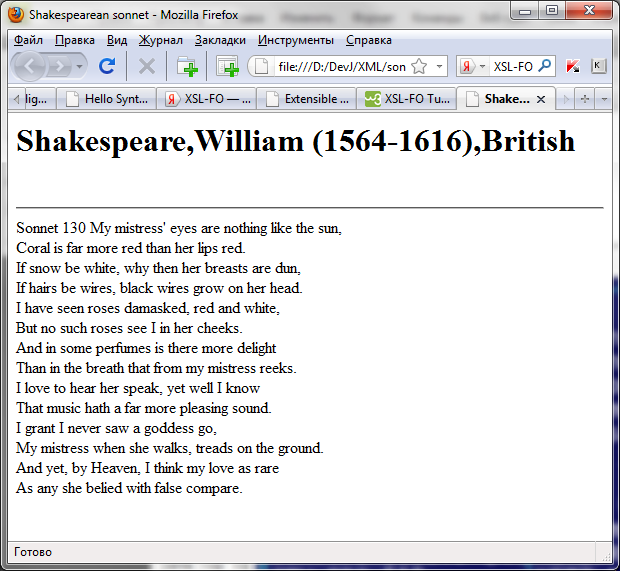 Shakespearean sonnet - Mozilla Firefox
Файл Правка Вид Журнал Закладки Инструменты Справка
file:///D:/DevJ/XML/son Я XSL-FO K
lig... Hello Synt... Я XSL-FO — ... Extensible ... w3 XSL-FO Tu... Shake...
Shakespeare,William (1564-1616),British
Sonnet 130 My mistress' eyes are nothing like the sun,
Coral is far more red than her lips red.
If snow be white, why then her breasts are dun,
If hairs be wires, black wires grow on her head.
I have seen roses damasked, red and white,
But no such roses see I in her cheeks.
And in some perfumes is there more delight
Than in the breath that from my mistress reeks.
I love to hear her speak, yet well I know
That music hath a far more pleasing sound.
I grant I never saw a goddess go,
My mistress when she walks, treads on the ground.
And yet, by Heaven, I think my love as rare
As any she belied with false compare.
Готово